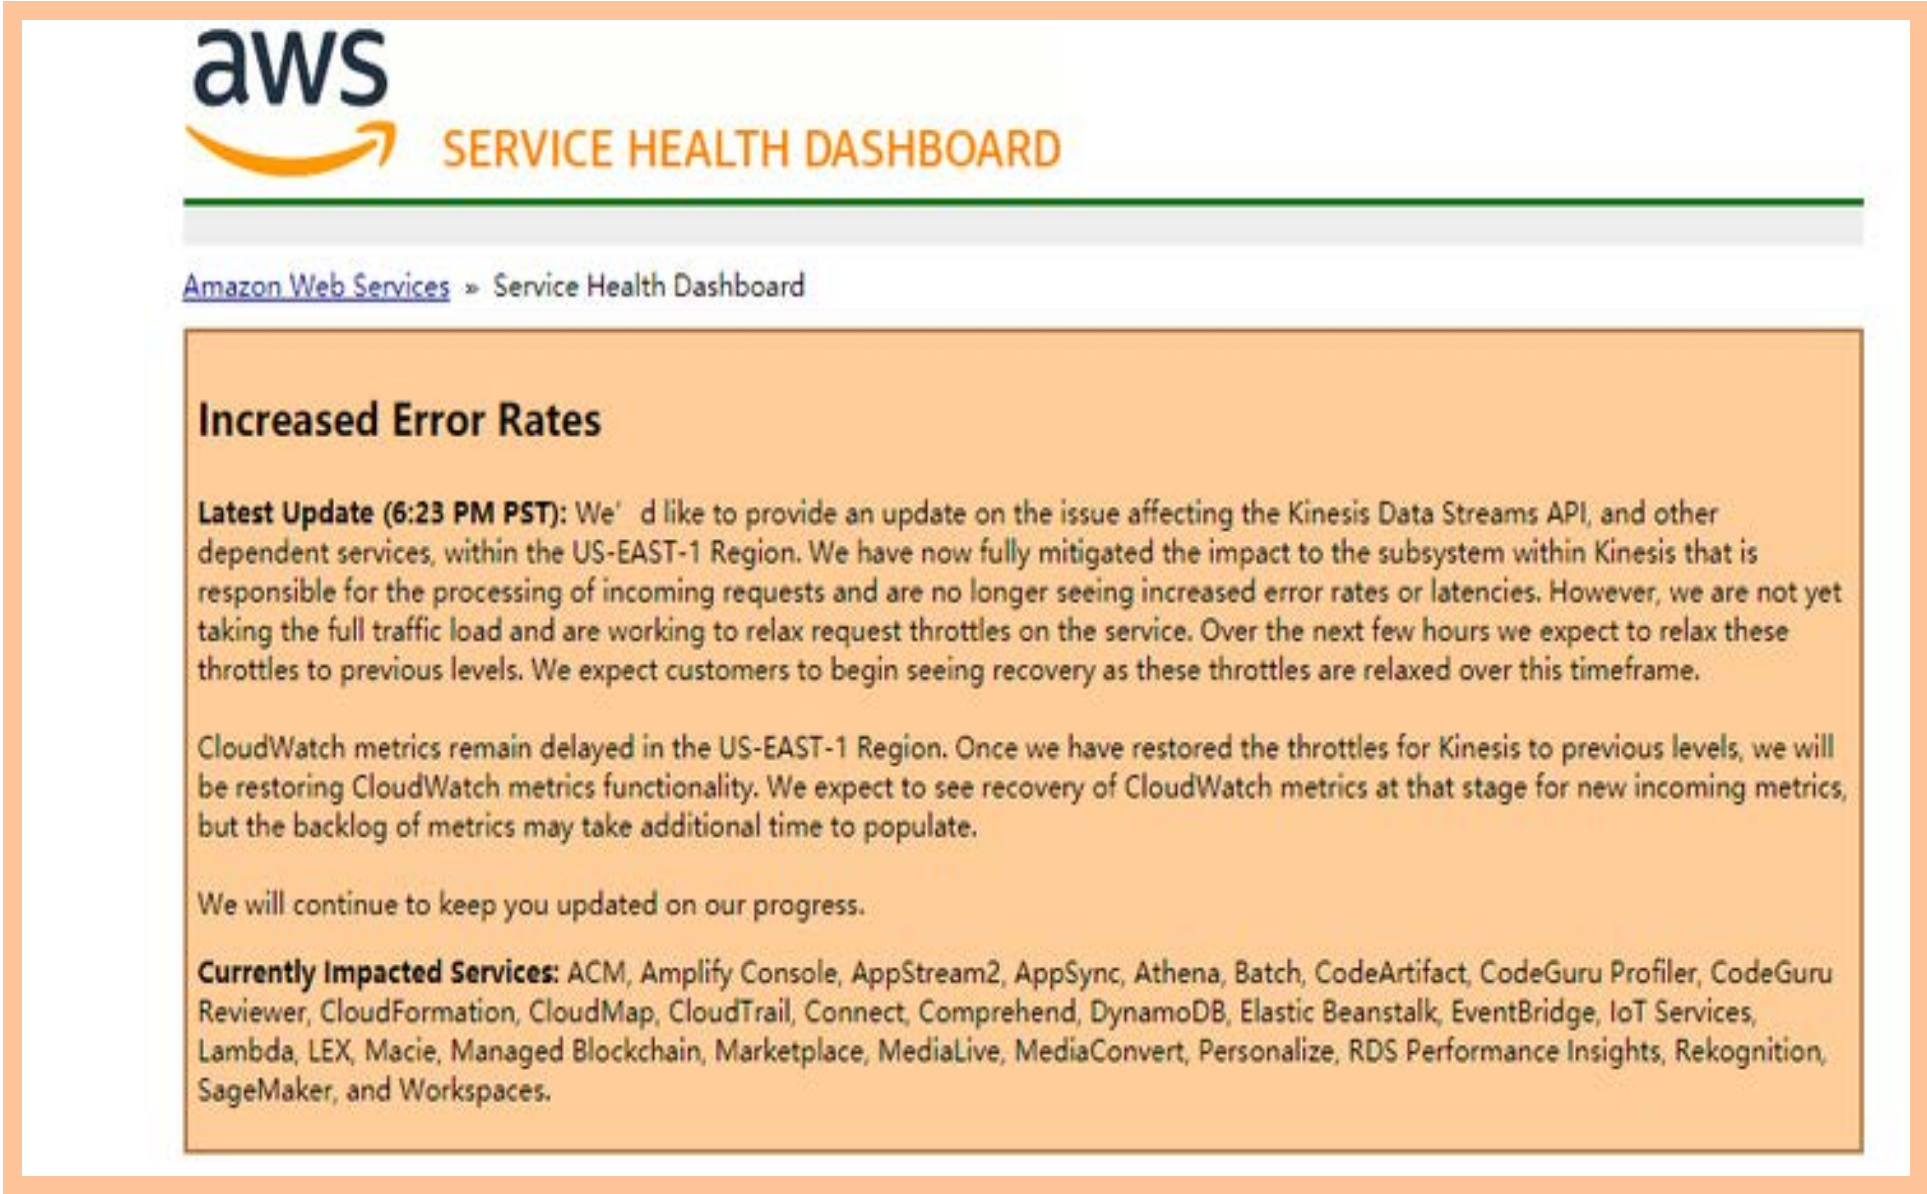 aws
SERVICE HEALTH DASHBOARD
Amazon Web Services » Service Health Dashboard
Increased Error Rates
Latest Update (6:23 PM PST): We' d like to provide an update on the issue affecting the Kinesis Data Streams API, and other
dependent services, within the US-EAST-1 Region. We have now fully mitigated the impact to the subsystem within Kinesis that is
responsible for the processing of incoming requests and are no longer seeing increased error rates or latencies. However, we are not yet
taking the full traffic load and are working to relax request throttles on the service. Over the next few hours we expect to relax these
throttles to previous levels. We expect customers to begin seeing recovery as these throttles are relaxed over this timeframe.
CloudWatch metrics remain delayed in the US-EAST-1 Region. Once we have restored the throttles for Kinesis to previous levels, we will
be restoring CloudWatch metrics functionality. We expect to see recovery of CloudWatch metrics at that stage for new incoming metrics,
but the backlog of metrics may take additional time to populate.
We will continue to keep you updated on our progress.
Currently Impacted Services: ACM, Amplify Console, AppStream2, AppSync, Athena, Batch, CodeArtifact, CodeGuru Profiler, CodeGuru
Reviewer, CloudFormation, CloudMap, CloudTrail, Connect, Comprehend, DynamoDB, Elastic Beanstalk, EventBridge, IoT Services,
Lambda, LEX, Macie, Managed Blockchain, Marketplace, MediaLive, MediaConvert, Personalize, RDS Performance Insights, Rekognition,
SageMaker, and Workspaces.